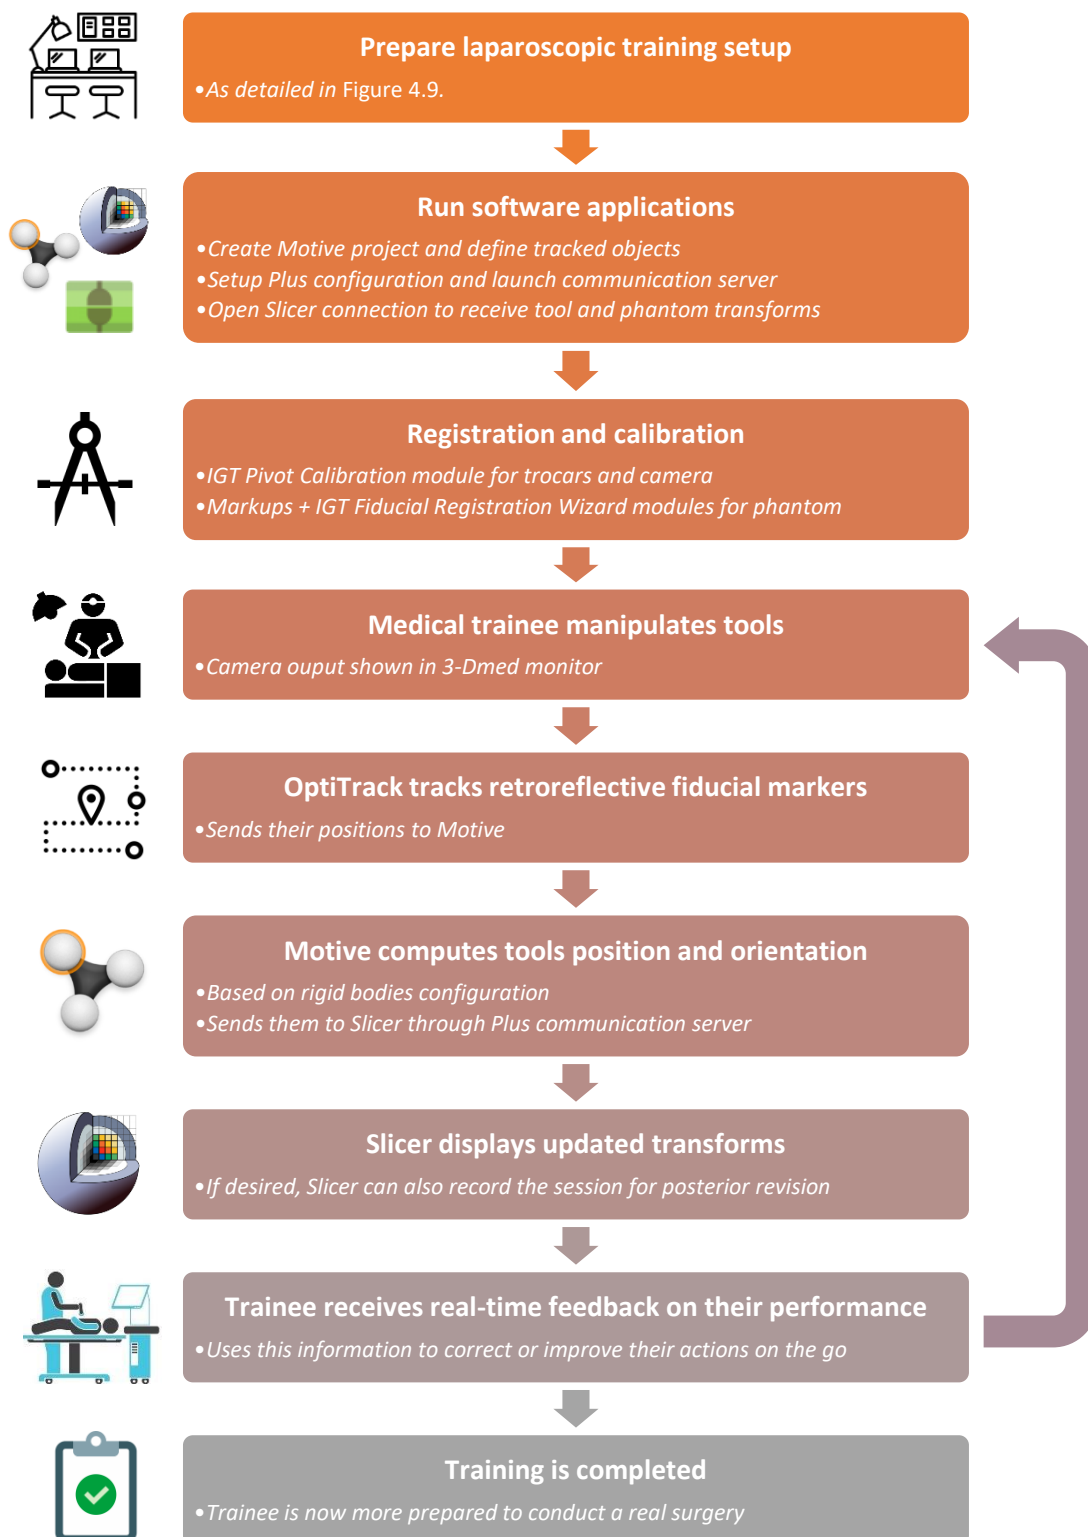 Prepare laparoscopic training setup
•As detailed in Figure 4.9.
Run software applications
•Create Motive project and define tracked objects
•Setup Plus configuration and launch communication server
•Open Slicer connection to receive tool and phantom transforms
Registration and calibration
•IGT Pivot Calibration module for trocars and camera
•Markups + IGT Fiducial Registration Wizard modules for phantom
Medical trainee manipulates tools
•Camera ouput shown in 3-Dmed monitor
OptiTrack tracks retroreflective fiducial markers
•Sends their positions to Motive
Motive computes tools position and orientation
•Based on rigid bodies configuration
•Sends them to Slicer through Plus communication server
Slicer displays updated transforms
•If desired, Slicer can also record the session for posterior revision
Trainee receives real-time feedback on their performance
•Uses this information to correct or improve their actions on the go
Training is completed
•Trainee is now more prepared to conduct a real surgery